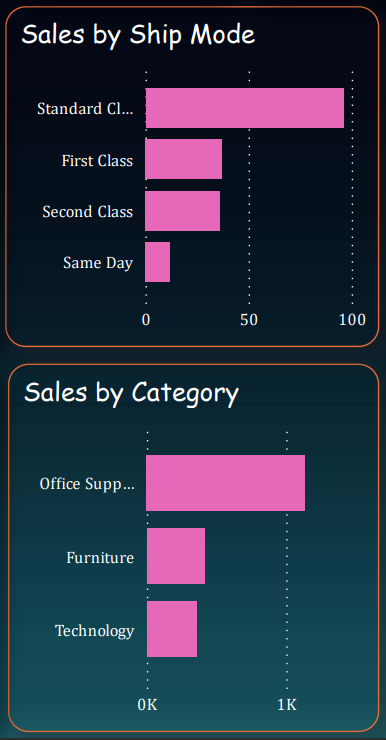 Sales by Ship Mode
Standard Cl...
First Class
Second Class
Same Day
0 50 100
Sales by Category
Office Supp...
Furniture
Technology
0K 1K